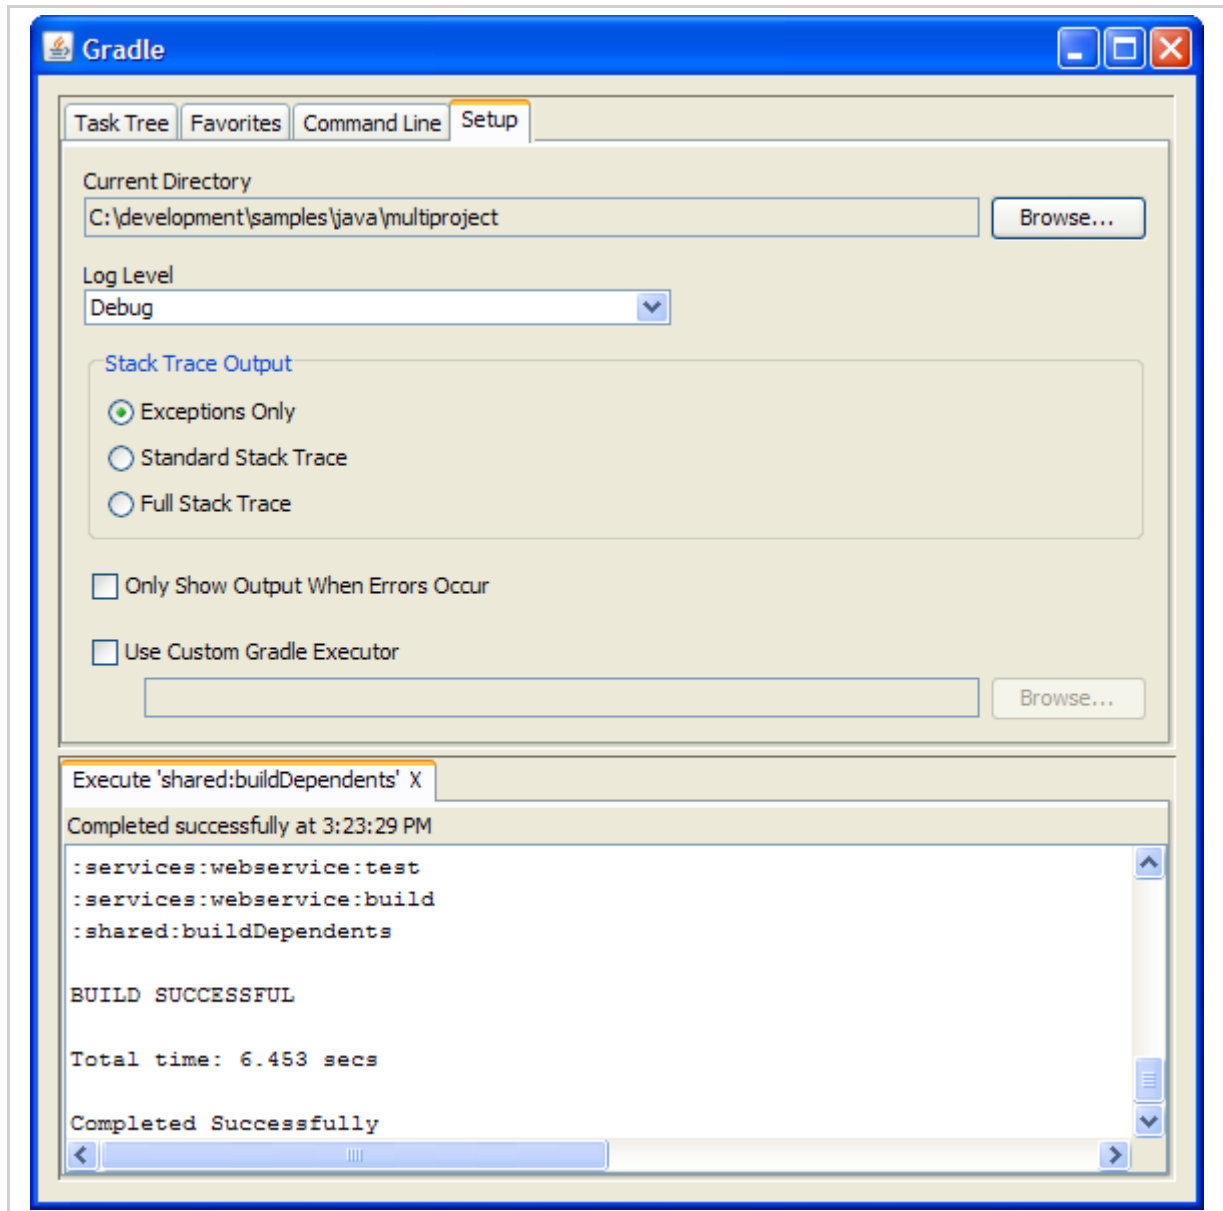 Gradle
Task Tree Favorites Command Line Setup
Current Directory
C:\development\samples\java\multiproject Browse...
Log Level
Debug
Stack Trace Output
Exceptions Only
Standard Stack Trace
Full Stack Trace
Only Show Output When Errors Occur
Use Custom Gradle Executor
Browse...
Execute 'shared:buildDependents' X
Completed successfully at 3:23:29 PM
:services:webservice:test
:services:webservice:build
:shared:buildDependents
BUILD SUCCESSFUL
Total time: 6.453 secs
Completed Successfully